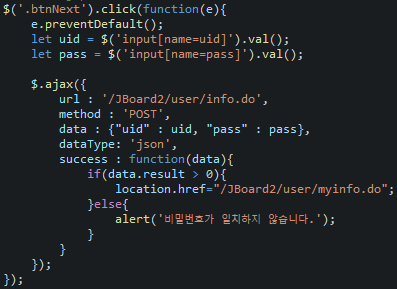 $('.btnNext').click(function(e){
    e.preventDefault();
    let uid = $('input[name=uid]').val();
    let pass = $('input[name=pass]').val();

    $.ajax({
        url : '/JBoard2/user/info.do',
        method : 'POST',
        data : {"uid" : uid, "pass" : pass},
        dataType: 'json',
        success : function(data){
            if(data.result > 0){
                location.href="/JBoard2/user/myinfo.do";
            }else{
                alert('비밀번호가 일치하지 않습니다.');
            }
        }
    });
});